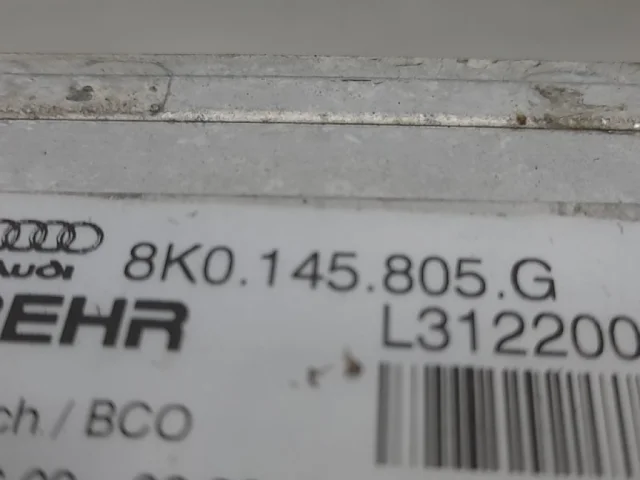 8K0.145.805.G
Audi
EHR L312200
ch./BCO